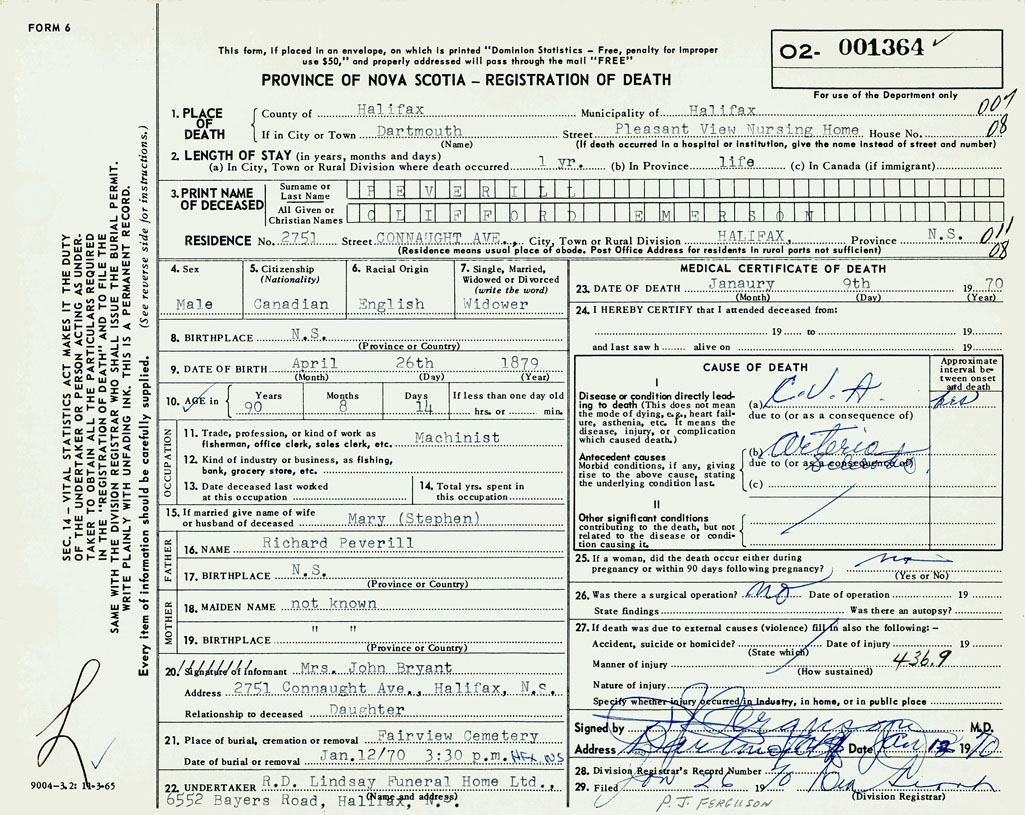 FORM 6
This form, if placed in an envelope, on which is printed "Dominion Statistics – Free, penalty for improper
use $50," and properly addressed will pass through the mail "FREE"
PROVINCE OF NOVA SCOTIA – REGISTRATION OF DEATH
O2- 001364
For use of the Department only
SEC. 14 – VITAL STATISTICS ACT MAKES IT THE DUTY
OF THE UNDERTAKER OR PERSON ACTING AS UNDER-
TAKER TO OBTAIN ALL THE PARTICULARS REQUIRED
IN THE "REGISTRATION OF DEATH" AND TO FILE THE
SAME WITH THE DIVISION REGISTRAR WHO SHALL ISSUE THE BURIAL PERMIT.
WRITE PLAINLY WITH UNFADING INK. THIS IS A PERMANENT RECORD.
Every item of information should be carefully supplied. (See reverse side for instructions.)
1. PLACE OF DEATH
County of Halifax Municipality of Halifax 007
If in City or Town Dartmouth Street Pleasant View Nursing Home House No. 08
(Name) (If death occurred in a hospital or institution, give the name instead of street and number)
2. LENGTH OF STAY (in years, months and days)
(a) In City, Town or Rural Division where death occurred 1 yr. (b) In Province life (c) In Canada (if immigrant)
3. PRINT NAME OF DECEASED
Surname or Last Name PEVERILL
All Given or Christian Names CLIFFORD EMERSON
RESIDENCE No. 2751 Street CONNAUGHT AVE., City, Town or Rural Division HALIFAX, Province N.S. 011
(Residence means usual place of abode. Post Office Address for residents in rural parts not sufficient) 08
4. Sex Male
5. Citizenship (Nationality) Canadian
6. Racial Origin English
7. Single, Married, Widowed or Divorced (write the word) Widower
8. BIRTHPLACE N.S.
(Province or Country)
9. DATE OF BIRTH April 26th 1879
(Month) (Day) (Year)
10. AGE in Years 90 Months 8 Days 14 If less than one day old
hrs. or min.
OCCUPATION
11. Trade, profession, or kind of work as Machinist
fisherman, office clerk, sales clerk, etc.
12. Kind of industry or business, as fishing,
bank, grocery store, etc.
13. Date deceased last worked
at this occupation
14. Total yrs. spent in
this occupation
15. If married give name of wife
or husband of deceased Mary (Stephen)
FATHER
16. NAME Richard Peverill
17. BIRTHPLACE N.S.
(Province or Country)
MOTHER
18. MAIDEN NAME not known
19. BIRTHPLACE " "
(Province or Country)
20. Signature of informant Mrs. John Bryant
Address 2751 Connaught Ave., Halifax, N.S.
Relationship to deceased Daughter
21. Place of burial, cremation or removal Fairview Cemetery
Date of burial or removal Jan.12/70 3:30 p.m. HFX. NS
22. UNDERTAKER R.D. Lindsay Funeral Home Ltd.,
(Name and address)
6552 Bayers Road, Halifax, N.S.
MEDICAL CERTIFICATE OF DEATH
23. DATE OF DEATH Janaury 9th 19 70
(Month) (Day) (Year)
24. I HEREBY CERTIFY that I attended deceased from:
19 to 19
and last saw h alive on 19
CAUSE OF DEATH
Approximate interval between onset and death
I
Disease or condition directly lead-
ing to death (This does not mean
the mode of dying, e.g., heart fail-
ure, asthenia, etc. It means the
disease, injury, or complication
which caused death.)
(a) C.V.A. hrs
due to (or as a consequence of)
Antecedent causes
Morbid conditions, if any, giving
rise to the above cause, stating
the underlying condition last.
(b) Arterio
due to (or as a consequence of)
(c)
II
Other significant conditions
contributing to the death, but not
related to the disease or condi-
tion causing it.
25. If a woman, did the death occur either during
pregnancy or within 90 days following pregnancy?
(Yes or No)
26. Was there a surgical operation? no Date of operation 19
State findings Was there an autopsy?
27. If death was due to external causes (violence) fill in also the following: –
Accident, suicide or homicide? Date of injury 19
(State which)
Manner of injury 436.9
(How sustained)
Nature of injury
Specify whether injury occurred in Industry, in home, or in public place
Signed by Ferguson M.D.
Address Dartmouth Date Jan 12 19 70
28. Division Registrar's Record Number
29. Filed Jan 26 19 70
(Division Registrar)
P. J. FERGUSON
9004-3.2: 11-3-65